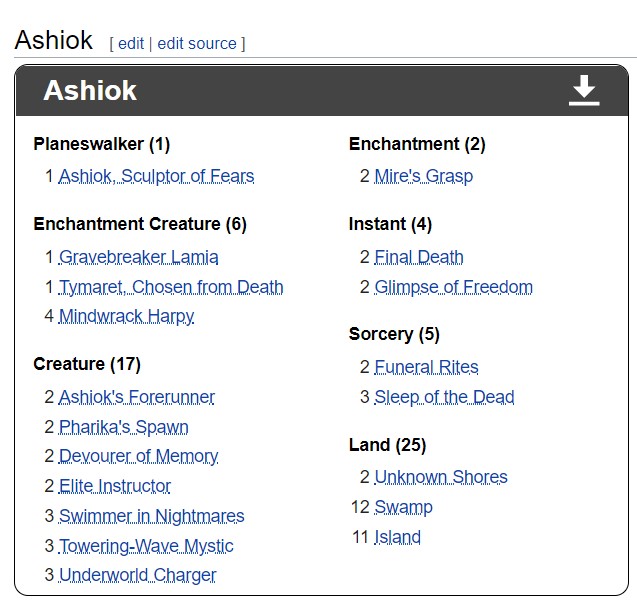 Ashiok [ edit | edit source ]
Ashiok
Planeswalker (1)
1 Ashiok, Sculptor of Fears
Enchantment Creature (6)
1 Gravebreaker Lamia
1 Tymaret, Chosen from Death
4 Mindwrack Harpy
Creature (17)
2 Ashiok's Forerunner
2 Pharika's Spawn
2 Devourer of Memory
2 Elite Instructor
3 Swimmer in Nightmares
3 Towering-Wave Mystic
3 Underworld Charger
Enchantment (2)
2 Mire's Grasp
Instant (4)
2 Final Death
2 Glimpse of Freedom
Sorcery (5)
2 Funeral Rites
3 Sleep of the Dead
Land (25)
2 Unknown Shores
12 Swamp
11 Island